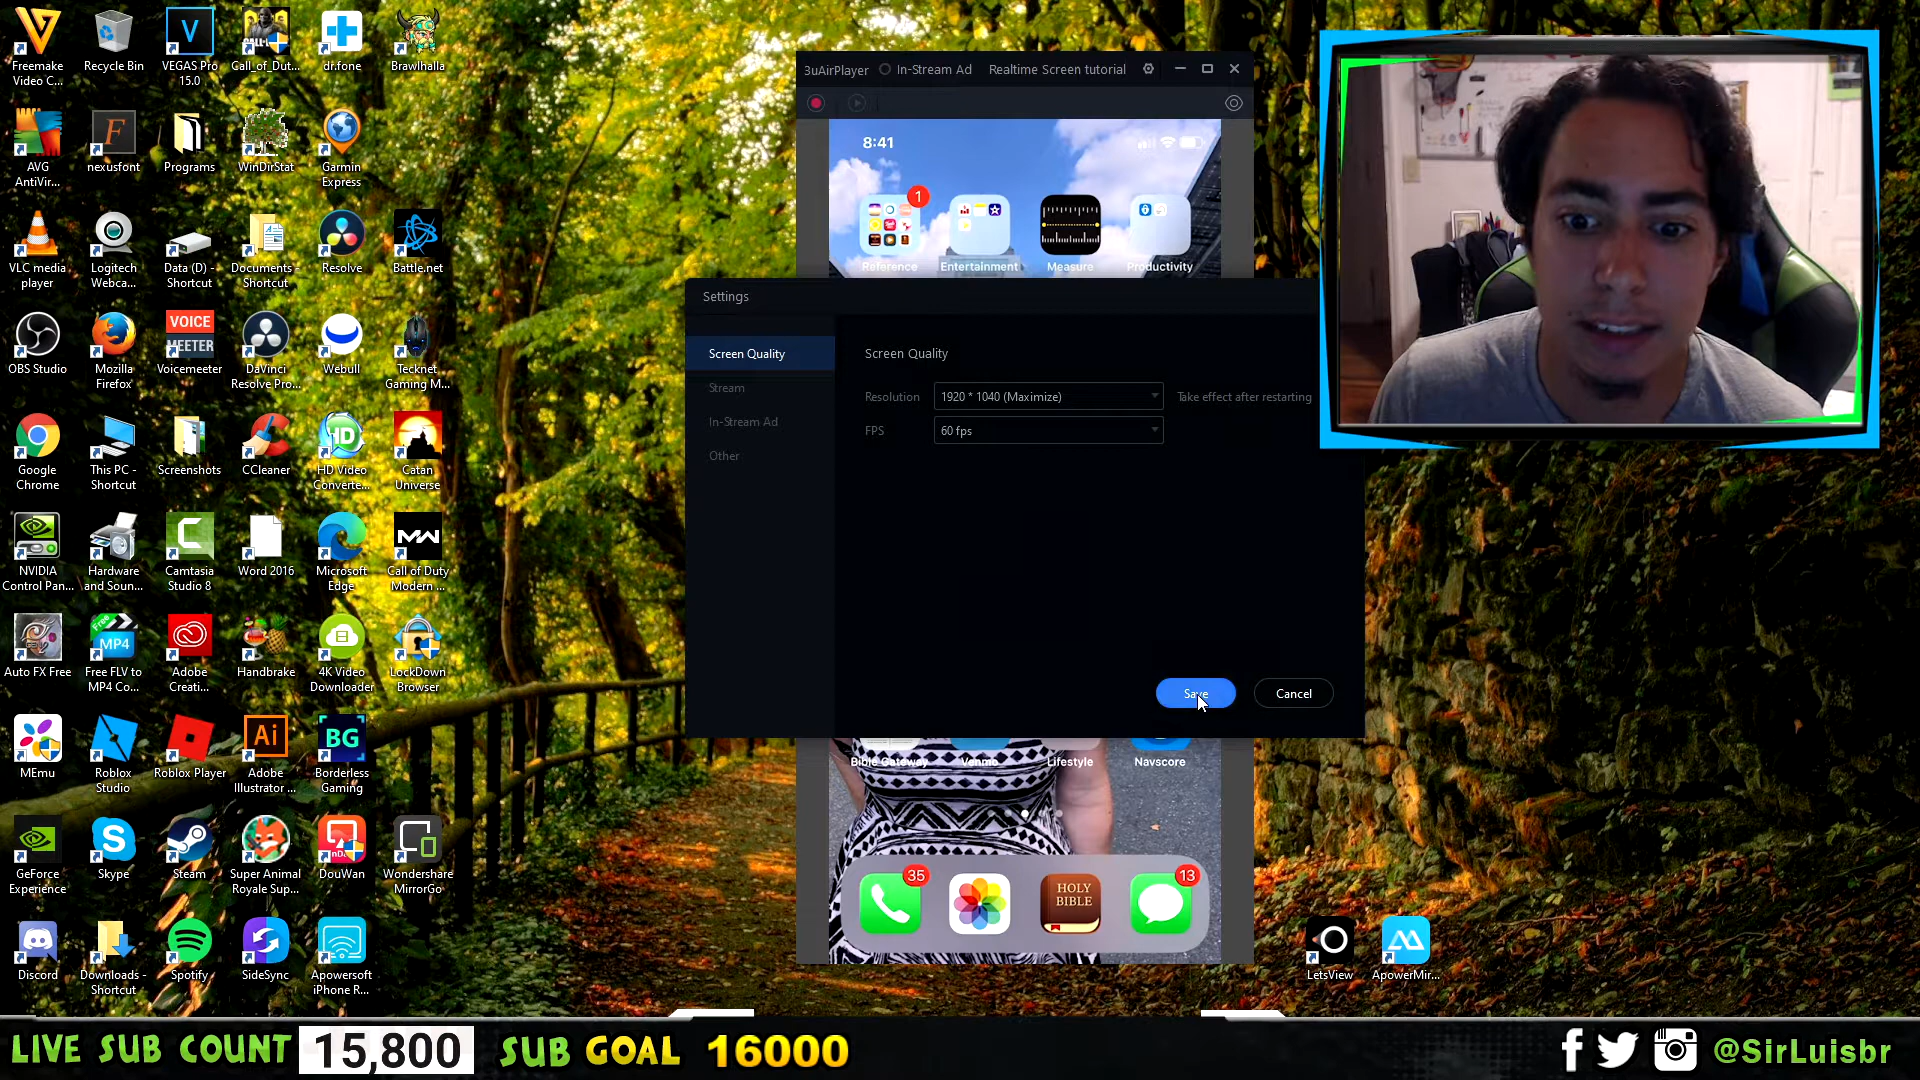 Freemake
Video C...
Recycle Bin
VEGAS Pro
15.0
Call_of_Dut...
dr.fone
Brawlhalla
AVG
AntiVir...
nexusfont
Programs
WinDirStat
Garmin
Express
VLC media
player
Logitech
Webca...
Data (D) -
Shortcut
Documents -
Shortcut
Resolve
Battle.net
OBS Studio
Mozilla
Firefox
VOICE
MEETER
Voicemeeter
DaVinci
Resolve Pro...
Webull
Tecknet
Gaming M...
Google
Chrome
This PC -
Shortcut
Screenshots
CCleaner
HD
HD Video
Converte...
Catan
Universe
NVIDIA
Control Pan...
Hardware
and Soun...
Camtasia
Studio 8
Word 2016
Microsoft
Edge
MW
Call of Duty
Modern ...
Auto FX Free
Free
MP4
Free FLV to
MP4 Co...
Adobe
Creati...
Handbrake
4K Video
Downloader
LockDown
Browser
MEmu
Roblox
Studio
Roblox Player
Ai
Adobe
Illustrator ...
BG
Borderless
Gaming
GeForce
Experience
Skype
Steam
Super Animal
Royale Sup...
DouWan
Wondershare
MirrorGo
Discord
Downloads -
Shortcut
Spotify
SideSync
Apowersoft
iPhone R...
3uAirPlayer In-Stream Ad Realtime Screen tutorial
8:41
1
Reference Entertainment Measure Productivity
Settings
Screen Quality
Stream
In-Stream Ad
Other
Screen Quality
Resolution 1920 * 1040 (Maximize) Take effect after restarting
FPS 60 fps
Save Cancel
Bible Gateway Venmo Lifestyle Navscore
35
HOLY
BIBLE
13
LetsView
ApowerMir...
LIVE SUB COUNT 15,800 SUB GOAL 16000
@SirLuisbr